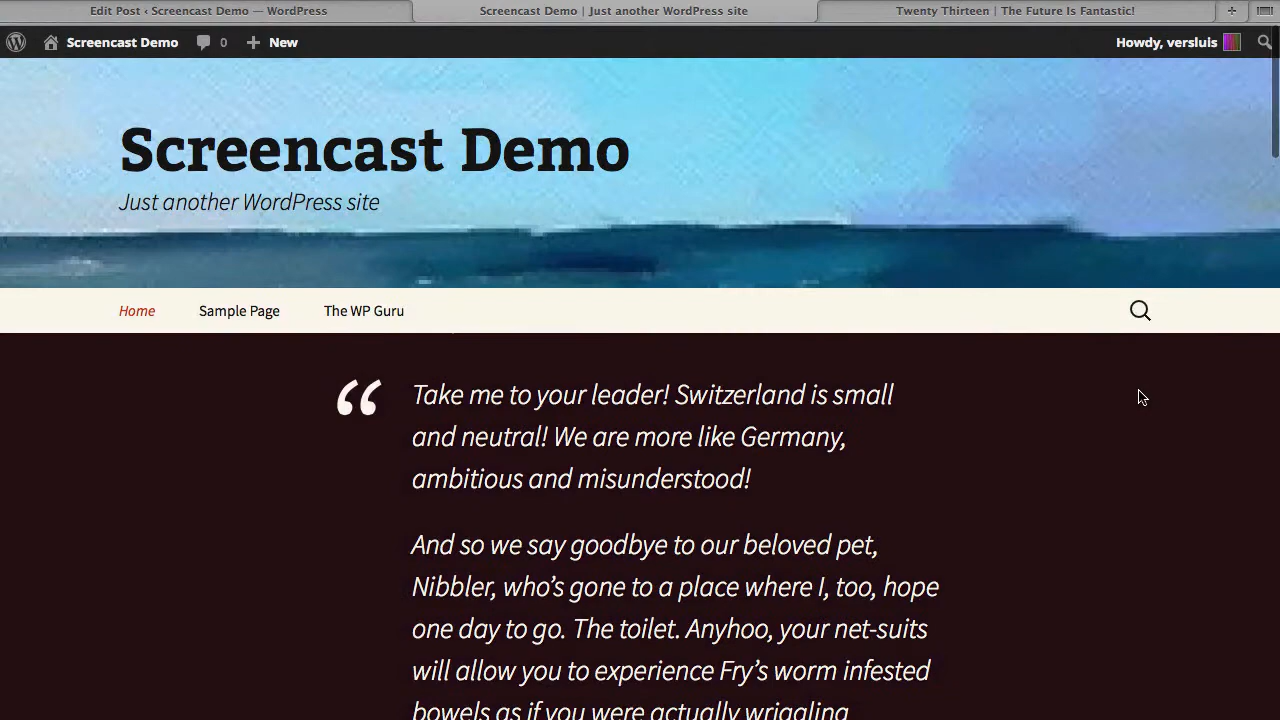 Edit Post ‹ Screencast Demo — WordPress
Screencast Demo | Just another WordPress site
Twenty Thirteen | The Future Is Fantastic!
Screencast Demo
0
New
Howdy, versluis
Screencast Demo
Just another WordPress site
Home
Sample Page
The WP Guru
“ Take me to your leader! Switzerland is small
and neutral! We are more like Germany,
ambitious and misunderstood!
And so we say goodbye to our beloved pet,
Nibbler, who’s gone to a place where I, too, hope
one day to go. The toilet. Anyhoo, your net-suits
will allow you to experience Fry’s worm infested
bowels as if you were actually wriggling